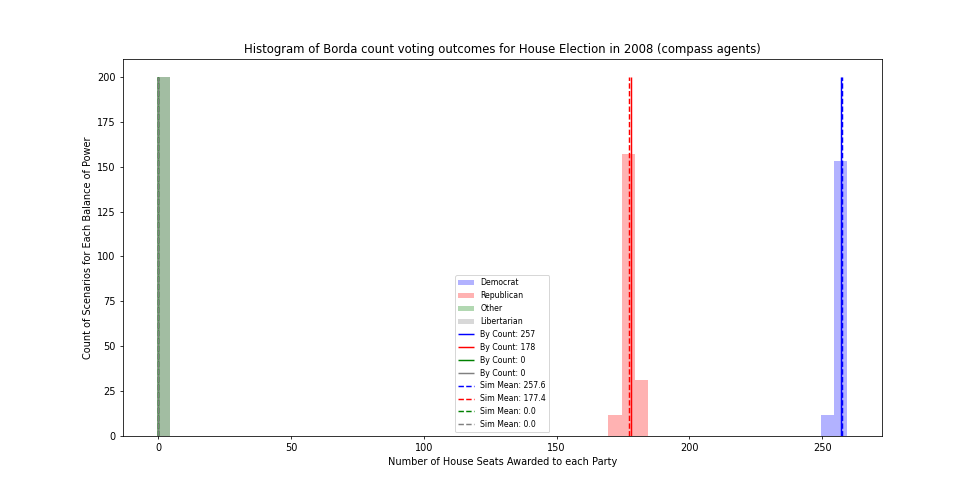 Histogram of Borda count voting outcomes for House Election in 2008 (compass agents)
Count of Scenarios for Each Balance of Power
200
175
150
125
100
75
50
25
0
Democrat
Republican
Other
Libertarian
By Count: 257
By Count: 178
By Count: 0
By Count: 0
Sim Mean: 257.6
Sim Mean: 177.4
Sim Mean: 0.0
Sim Mean: 0.0
0 50 100 150 200 250
Number of House Seats Awarded to each Party